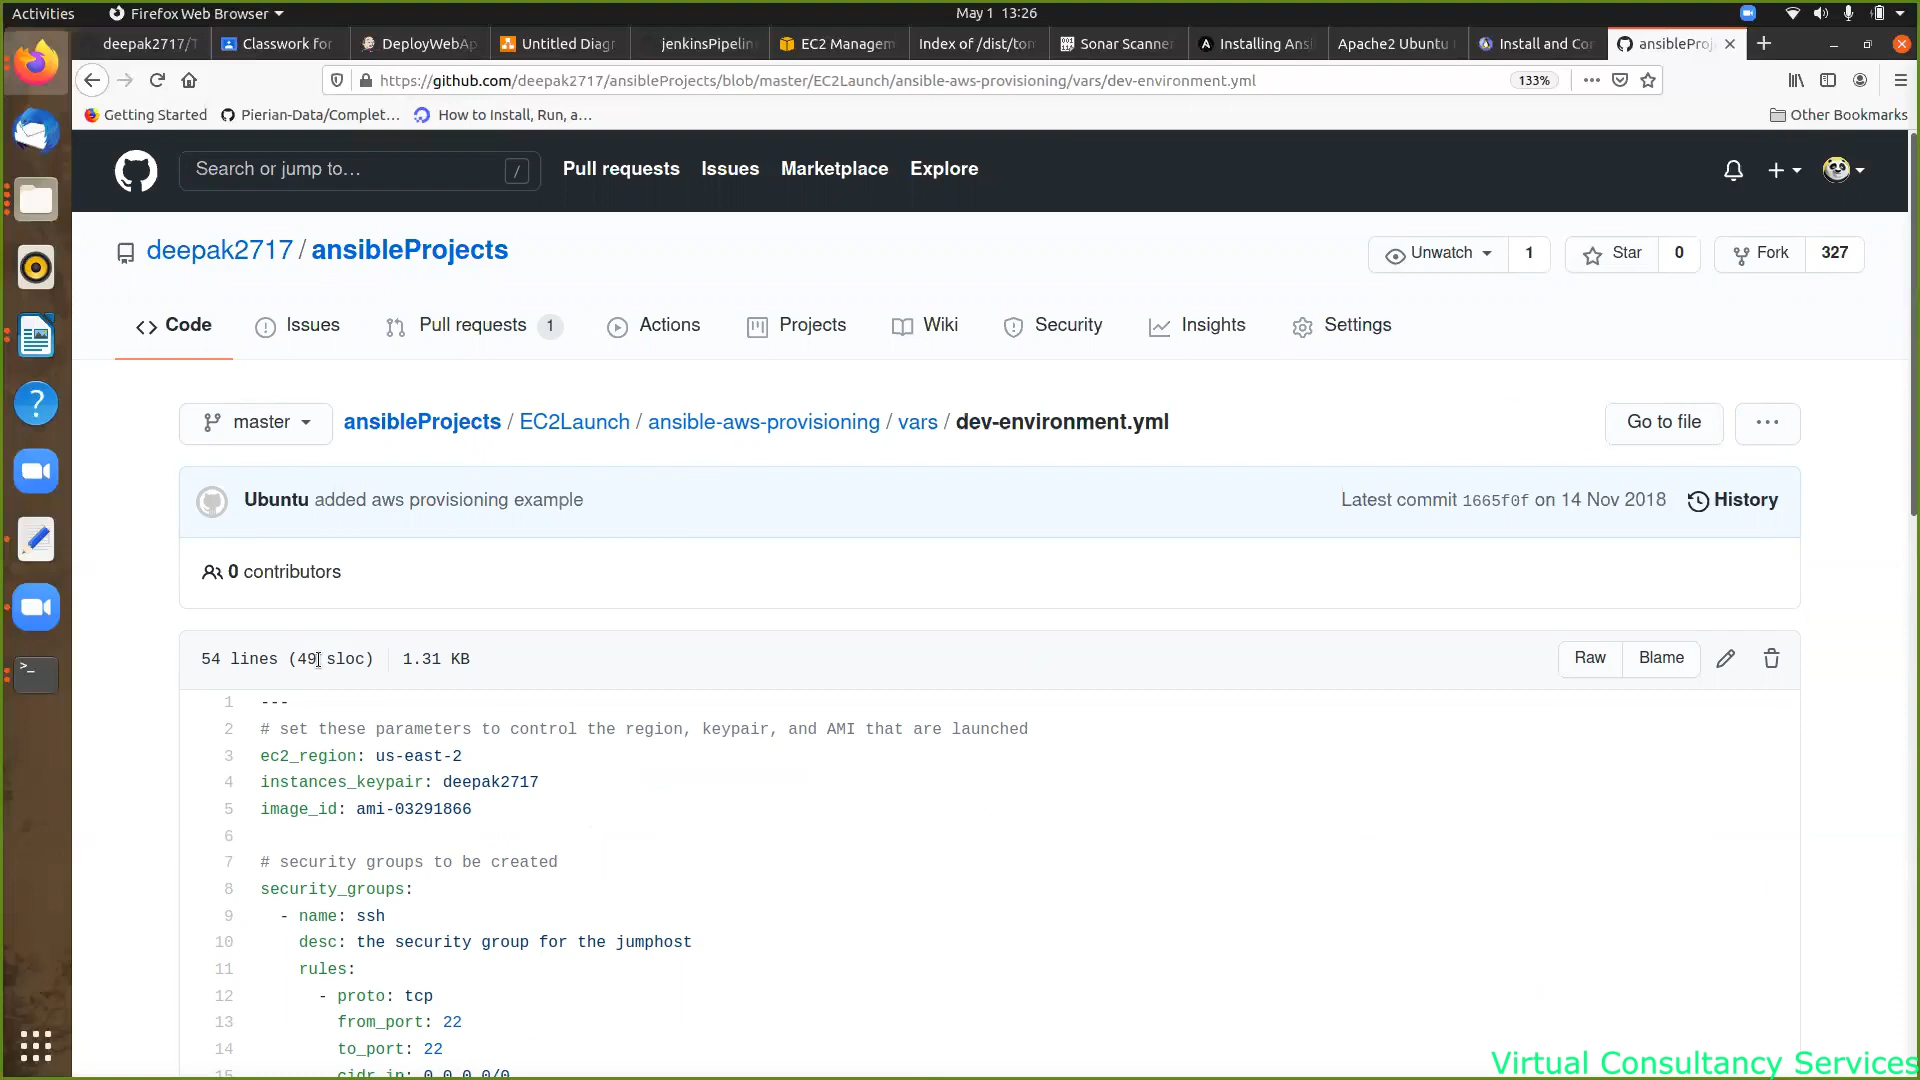 Activities Firefox Web Browser May 1 13:26
deepak2717/T Classwork for DeployWebAp Untitled Diagr jenkinsPipelin EC2 Managem Index of /dist/tom Sonar Scanner Installing Ansi Apache2 Ubuntu Install and Con ansibleProj
https://github.com/deepak2717/ansibleProjects/blob/master/EC2Launch/ansible-aws-provisioning/vars/dev-environment.yml 133%
Getting Started Pierian-Data/Complet… How to Install, Run, a… Other Bookmarks
Search or jump to… / Pull requests Issues Marketplace Explore
deepak2717 / ansibleProjects Unwatch 1 Star 0 Fork 327
Code Issues Pull requests 1 Actions Projects Wiki Security Insights Settings
master ansibleProjects / EC2Launch / ansible-aws-provisioning / vars / dev-environment.yml Go to file
Ubuntu added aws provisioning example Latest commit 1665f0f on 14 Nov 2018 History
0 contributors
54 lines (49 sloc) 1.31 KB Raw Blame
1 ---
2 # set these parameters to control the region, keypair, and AMI that are launched
3 ec2_region: us-east-2
4 instances_keypair: deepak2717
5 image_id: ami-03291866
6
7 # security groups to be created
8 security_groups:
9 - name: ssh
10 desc: the security group for the jumphost
11 rules:
12 - proto: tcp
13 from_port: 22
14 to_port: 22
15 cidr_ip: 0.0.0.0/0
Virtual Consultancy Services